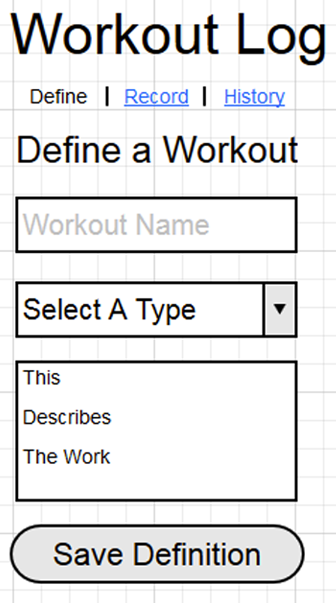 Workout Log
Define | Record | History
Define a Workout
Workout Name
Select A Type
This
Describes
The Work
Save Definition